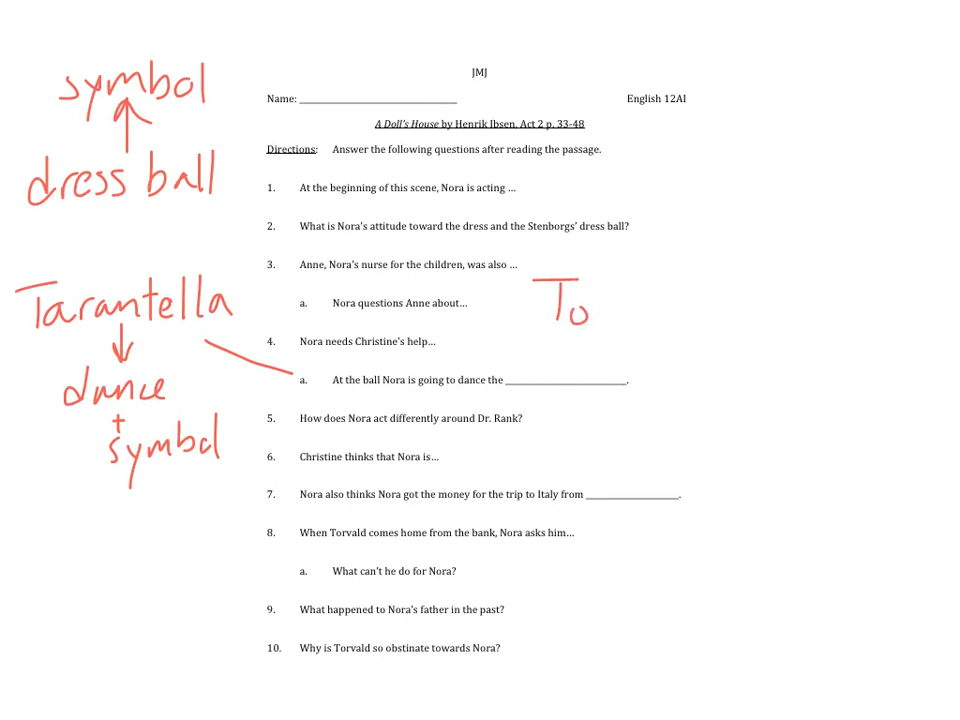 JMJ
Name: ______________________________ English 12AI
A Doll's House by Henrik Ibsen. Act 2 p. 33-48
Directions: Answer the following questions after reading the passage.
1. At the beginning of this scene, Nora is acting …
2. What is Nora's attitude toward the dress and the Stenborgs' dress ball?
3. Anne, Nora's nurse for the children, was also …
a. Nora questions Anne about…
4. Nora needs Christine's help…
a. At the ball Nora is going to dance the _______________________.
5. How does Nora act differently around Dr. Rank?
6. Christine thinks that Nora is…
7. Nora also thinks Nora got the money for the trip to Italy from __________________.
8. When Torvald comes home from the bank, Nora asks him…
a. What can't he do for Nora?
9. What happened to Nora's father in the past?
10. Why is Torvald so obstinate towards Nora?
symbol
dress ball
Tarantella
dance
+
symbol
To